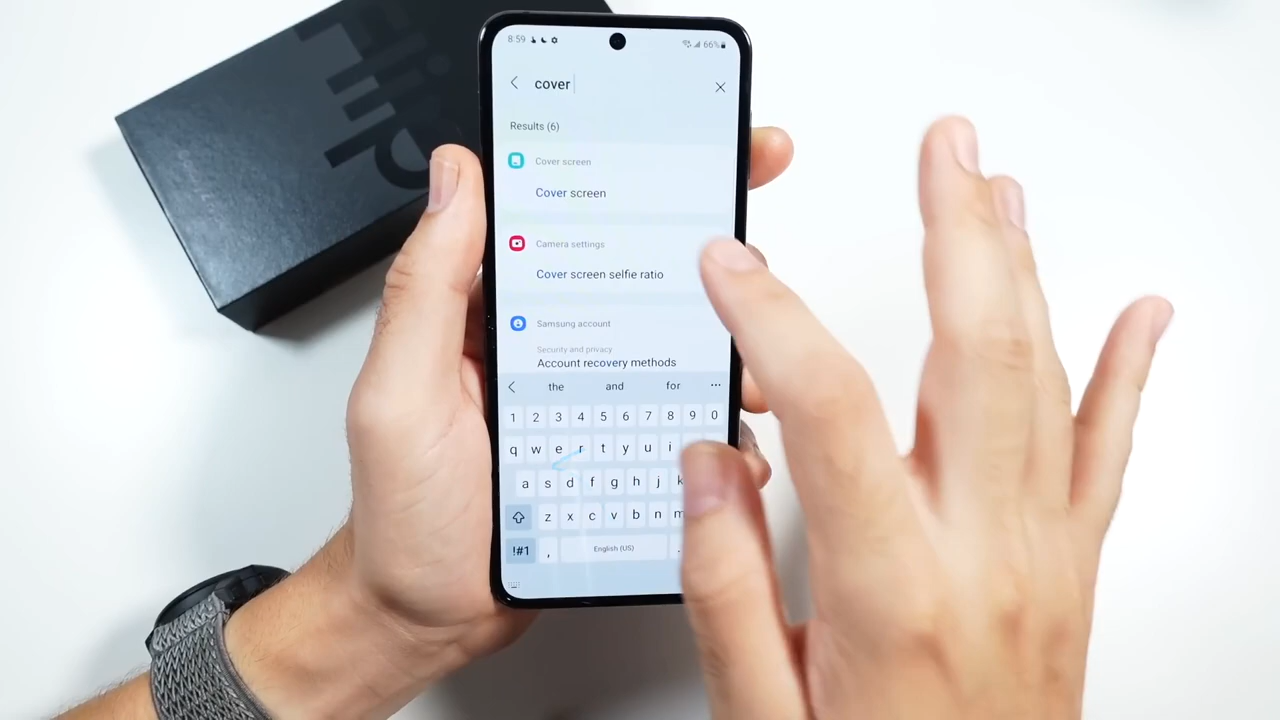 Flip
8:59
66%
cover
Results (6)
Cover screen
Cover screen
Camera settings
Cover screen selfie ratio
Samsung account
Security and privacy
Account recovery methods
the and for ...
1 2 3 4 5 6 7 8 9 0
q w e r t y u i
a s d f g h j k
z x c v b n m
!#1 , English (US) .